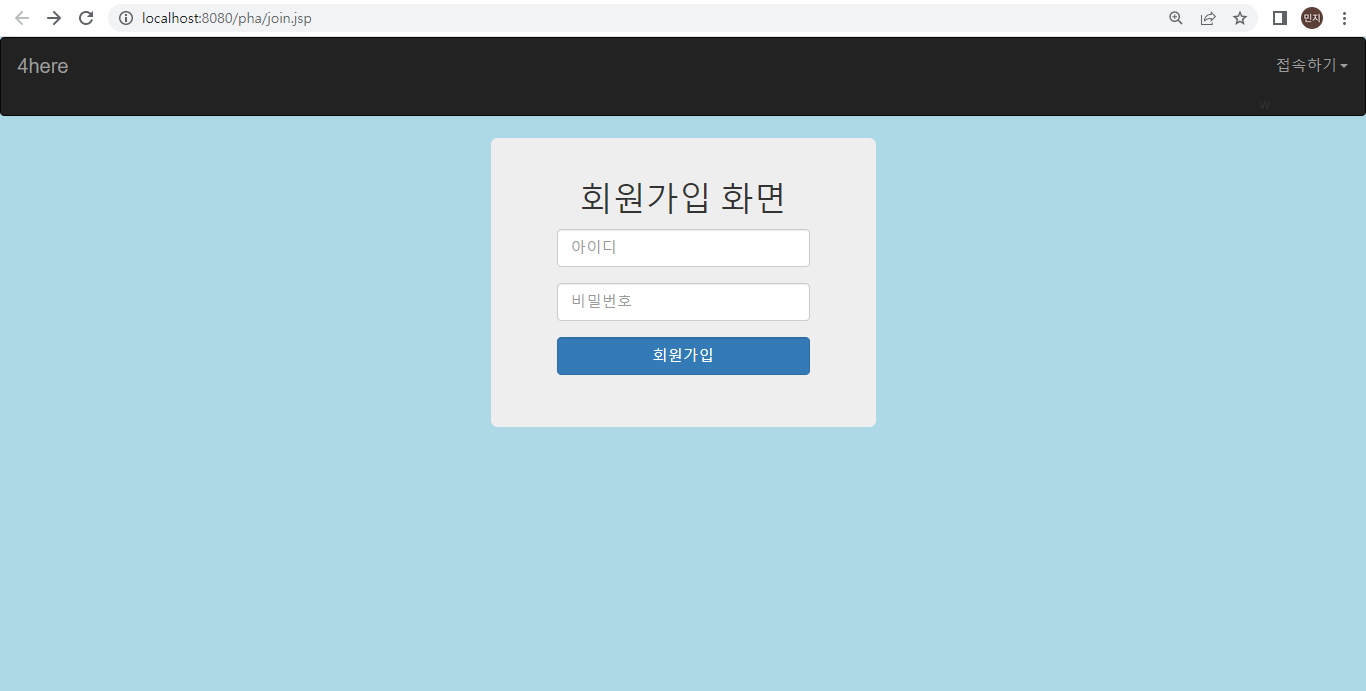 localhost:8080/pha/join.jsp
민지
4here
접속하기
w
회원가입 화면
아이디
비밀번호
회원가입